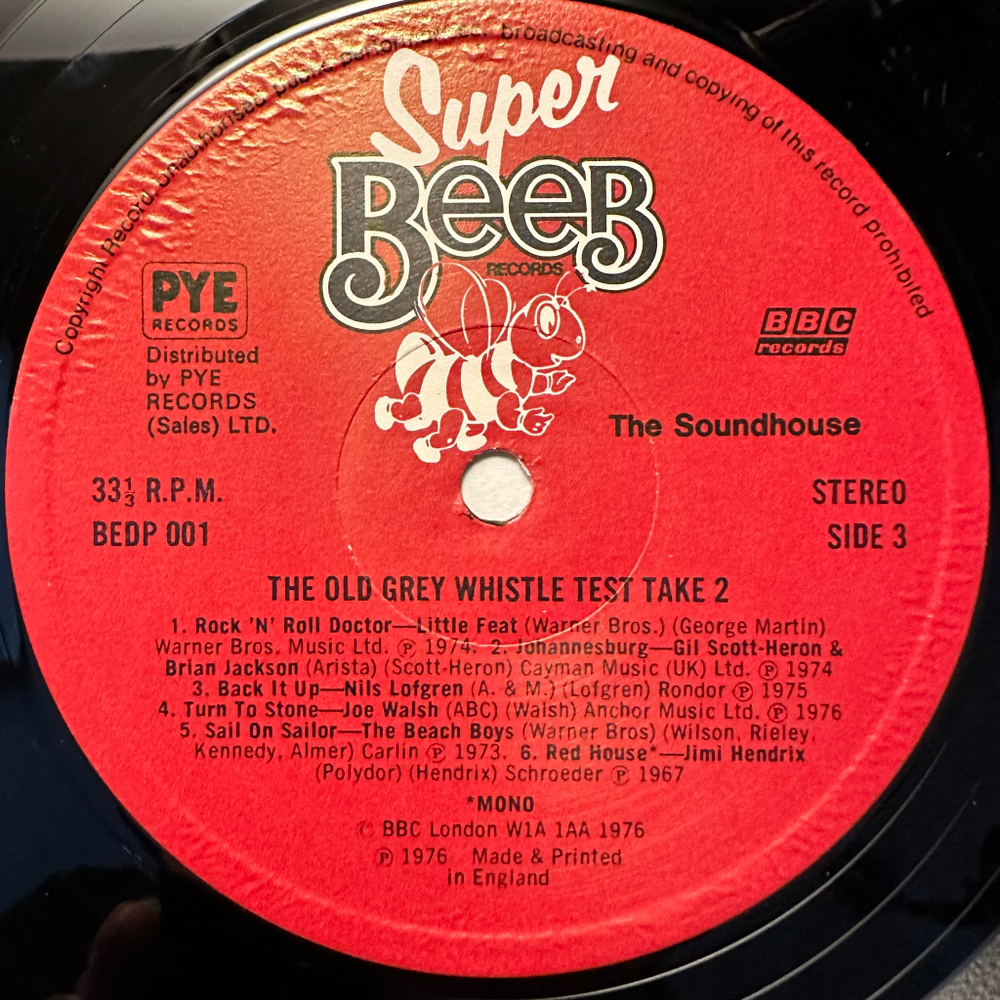 Copyright Record. Unauthorised public performance, broadcasting and copying of this record prohibited
Super
BeeB
RECORDS
PYE
RECORDS
Distributed
by PYE
RECORDS
(Sales) LTD.
BBC
records
The Soundhouse
33⅓ R.P.M.
BEDP 001
STEREO
SIDE 3
THE OLD GREY WHISTLE TEST TAKE 2
1. Rock 'N' Roll Doctor—Little Feat (Warner Bros.) (George Martin)
Warner Bros. Music Ltd. ℗ 1974. 2. Johannesburg—Gil Scott-Heron &
Brian Jackson (Arista) (Scott-Heron) Cayman Music (UK) Ltd. ℗ 1974
3. Back It Up—Nils Lofgren (A. & M.) (Lofgren) Rondor ℗ 1975
4. Turn To Stone—Joe Walsh (ABC) (Walsh) Anchor Music Ltd. ℗ 1976
5. Sail On Sailor—The Beach Boys (Warner Bros) (Wilson, Rieley,
Kennedy, Almer) Carlin ℗ 1973. 6. Red House*—Jimi Hendrix
(Polydor) (Hendrix) Schroeder ℗ 1967
*MONO
© BBC London W1A 1AA 1976
℗ 1976 Made & Printed
in England